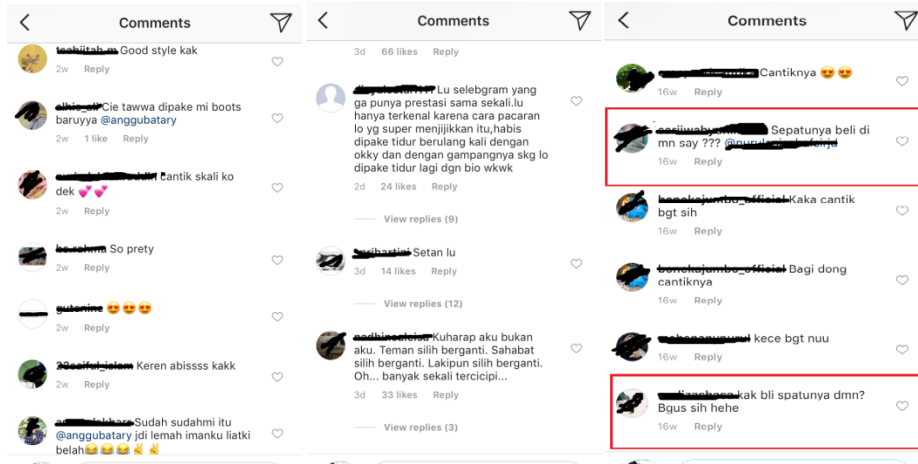 Comments
Good style kak
2w Reply
Cie tawwa dipake mi boots
baruyya @anggubatary
2w 1 like Reply
cantik skali ko
dek 💕 💕
2w Reply
So prety
2w Reply
😍 😍 😍
2w Reply
Keren abissss kakk
2w Reply
Sudah sudahmi itu
@anggubatary jdi lemah imanku liatki
belah😂😂😂✌✌
Comments
3d 66 likes Reply
Lu selebgram yang
ga punya prestasi sama sekali.lu
hanya terkenal karena cara pacaran
lo yg super menjijikkan itu,habis
dipake tidur berulang kali dengan
okky dan dengan gampangnya skg lo
dipake tidur lagi dgn bio wkwk
2d 24 likes Reply
View replies (9)
Setan lu
3d 14 likes Reply
View replies (12)
Kuharap aku bukan
aku. Teman silih berganti. Sahabat
silih berganti. Lakipun silih berganti.
Oh... banyak sekali tercicipi...
3d 33 likes Reply
View replies (3)
Comments
Cantiknya 😍 😍
16w Reply
Sepatunya beli di
mn say ???
16w Reply
Kaka cantik
bgt sih
16w Reply
Bagi dong
cantiknya
16w Reply
kece bgt nuu
16w Reply
kak bli spatunya dmn?
Bgus sih hehe
16w Reply